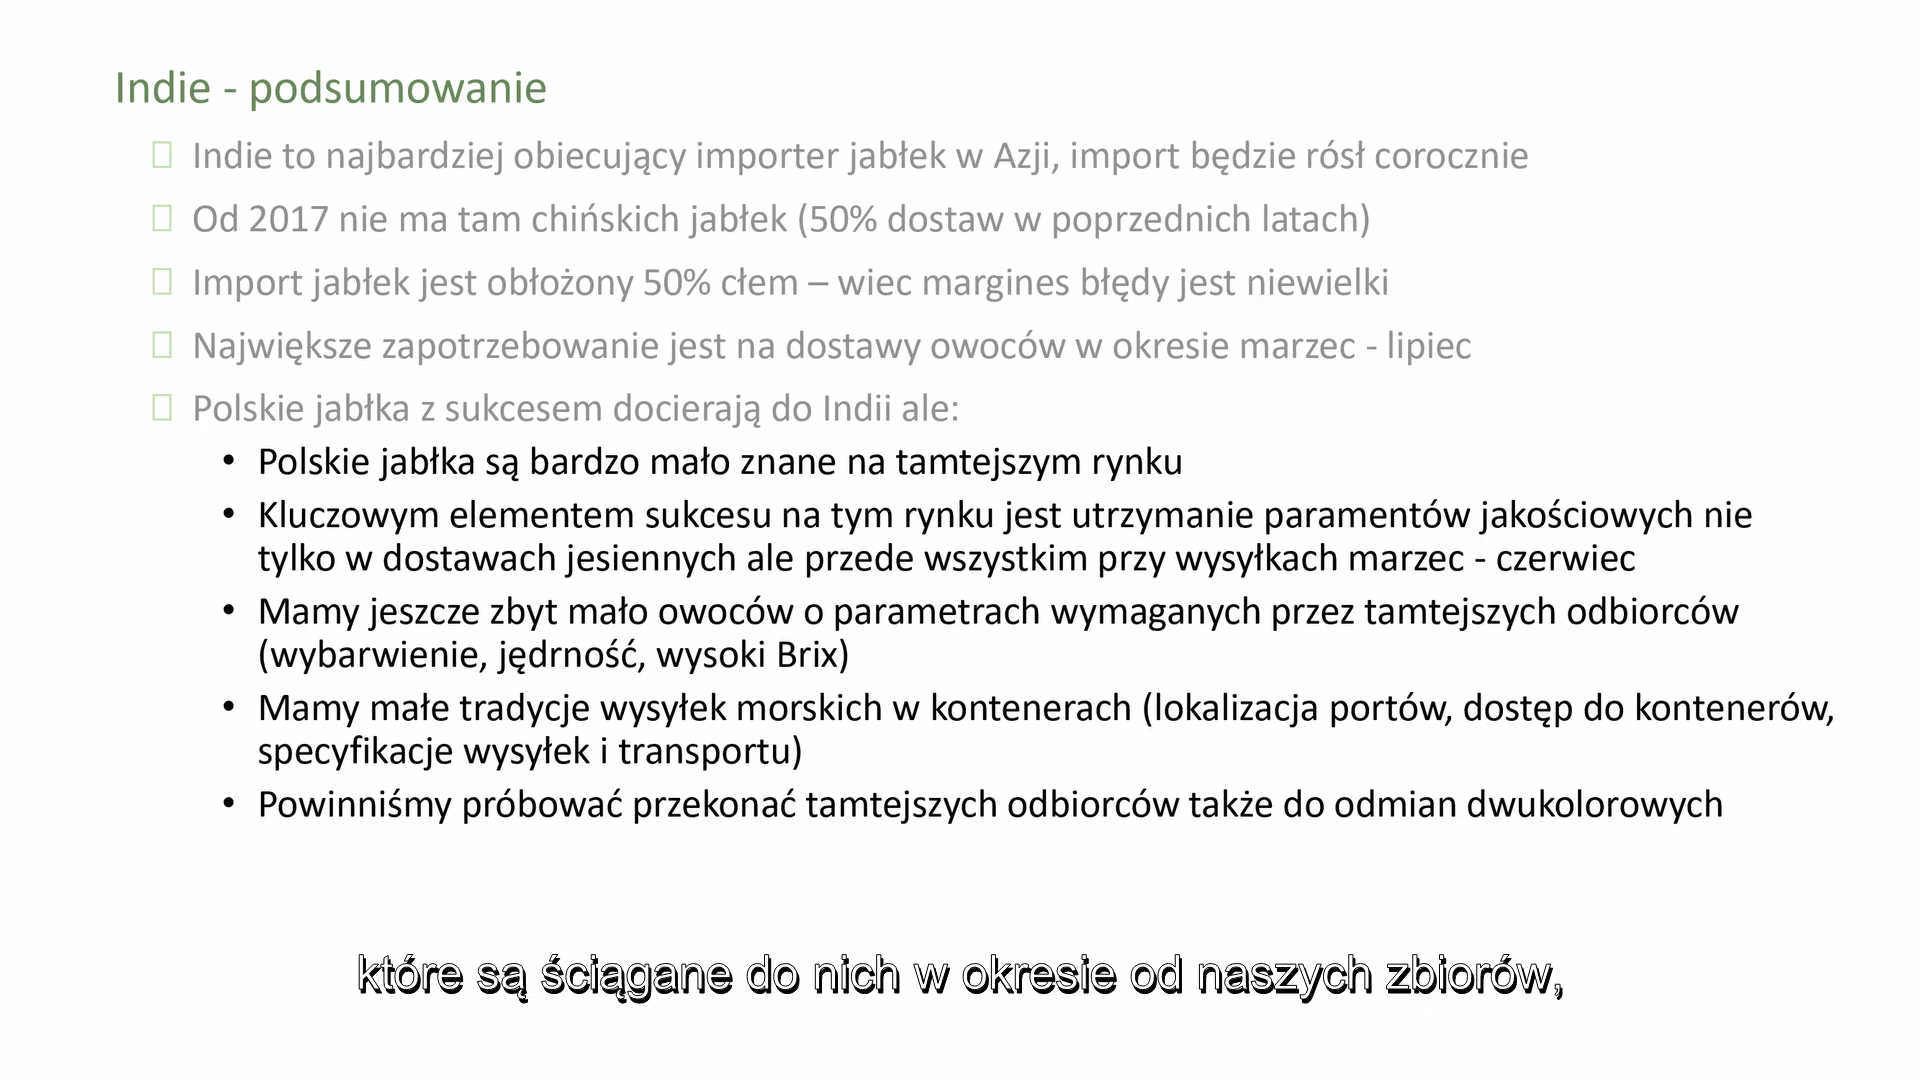 Indie - podsumowanie
Indie to najbardziej obiecujący importer jabłek w Azji, import będzie rósł corocznie
Od 2017 nie ma tam chińskich jabłek (50% dostaw w poprzednich latach)
Import jabłek jest obłożony 50% cłem – wiec margines błędy jest niewielki
Największe zapotrzebowanie jest na dostawy owoców w okresie marzec - lipiec
Polskie jabłka z sukcesem docierają do Indii ale:
• Polskie jabłka są bardzo mało znane na tamtejszym rynku
• Kluczowym elementem sukcesu na tym rynku jest utrzymanie paramentów jakościowych nie
tylko w dostawach jesiennych ale przede wszystkim przy wysyłkach marzec - czerwiec
• Mamy jeszcze zbyt mało owoców o parametrach wymaganych przez tamtejszych odbiorców
(wybarwienie, jędrność, wysoki Brix)
• Mamy małe tradycje wysyłek morskich w kontenerach (lokalizacja portów, dostęp do kontenerów,
specyfikacje wysyłek i transportu)
• Powinniśmy próbować przekonać tamtejszych odbiorców także do odmian dwukolorowych
które są ściągane do nich w okresie od naszych zbiorów,